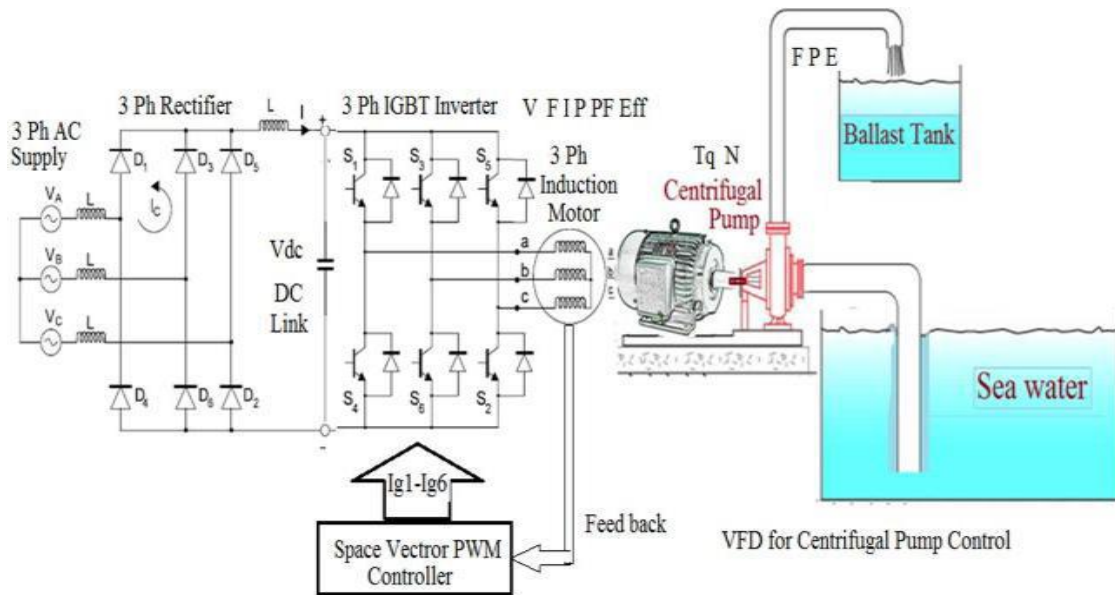 F P E
3 Ph Rectifier
L
I
3 Ph IGBT Inverter
V F I P PF Eff
3 Ph AC
Supply
Ballast Tank
D1
D3
D5
S1
S3
S5
3 Ph
Induction
Motor
Tq N
Centrifugal
Pump
VA
L
IC
+
Vdc
DC
Link
a
b
c
VB
L
VC
L
D4
D6
D2
S4
S6
S2
-
Sea water
Ig1-Ig6
Feed back
Space Vectror PWM
Controller
VFD for Centrifugal Pump Control